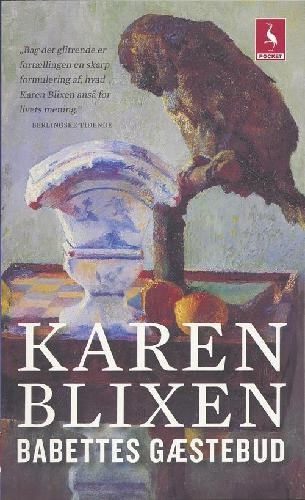 „Bag det glitrende er
fortællingen en skarp
formulering af, hvad
Karen Blixen anså for
livets mening."
BERLINGSKE TIDENDE
POCKET
KAREN
BLIXEN
BABETTES GÆSTEBUD